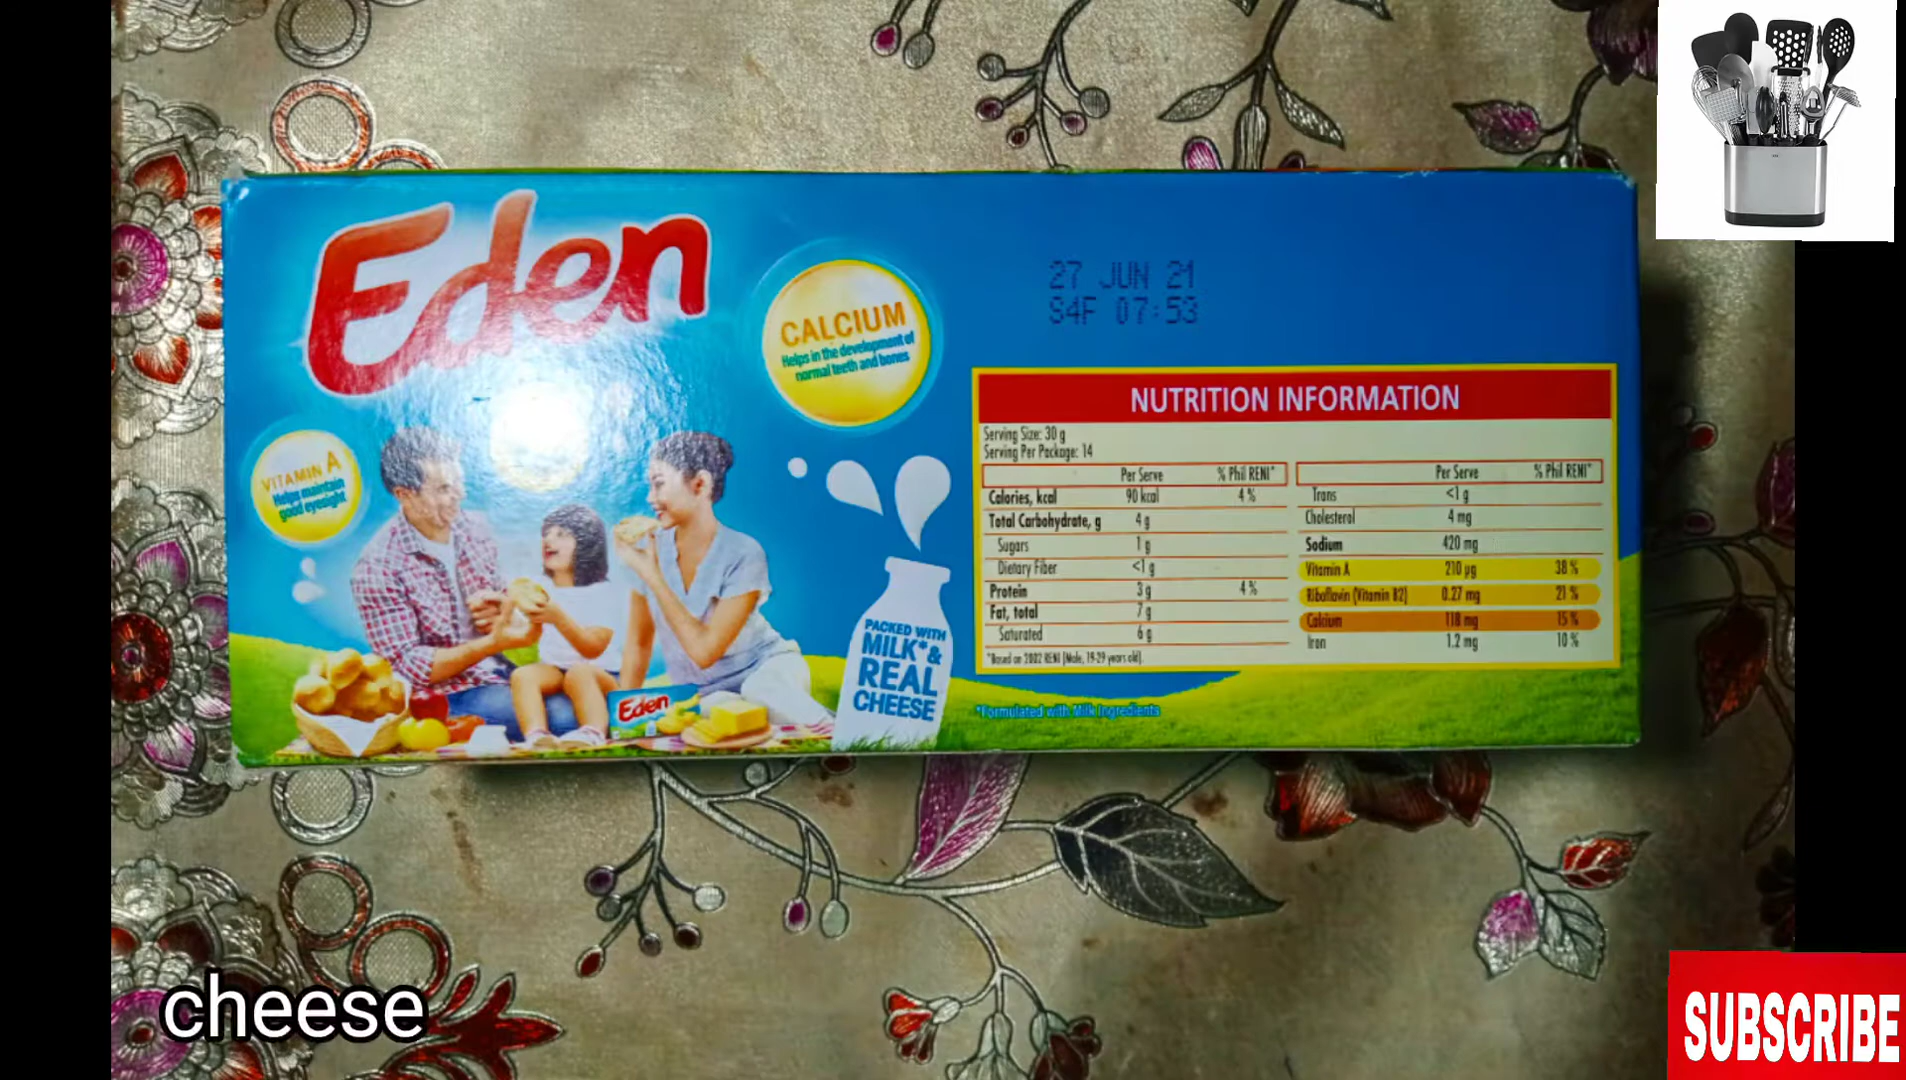 Eden
CALCIUM
Helps in the development of
normal teeth and bones
VITAMIN A
Helps maintain
good eyesight
27 JUN 21
S4F 07:53
NUTRITION INFORMATION
Serving Size: 30 g
Serving Per Package: 14
Per Serve % Phil RENI*
Calories, kcal 90 kcal 4%
Total Carbohydrate, g 4 g
Sugars 1 g
Dietary Fiber <1 g
Protein 3 g 4%
Fat, total 7 g
Saturated 6 g
*Based on 2002 RENI (Male, 19-29 years old).
Per Serve % Phil RENI*
Trans <1 g
Cholesterol 4 mg
Sodium 420 mg
Vitamin A 210 µg 38%
Riboflavin (Vitamin B2) 0.27 mg 21%
Calcium 118 mg 15%
Iron 1.2 mg 10%
PACKED WITH
MILK*&
REAL
CHEESE
Eden
*Formulated with Milk Ingredients
cheese
SUBSCRIBE